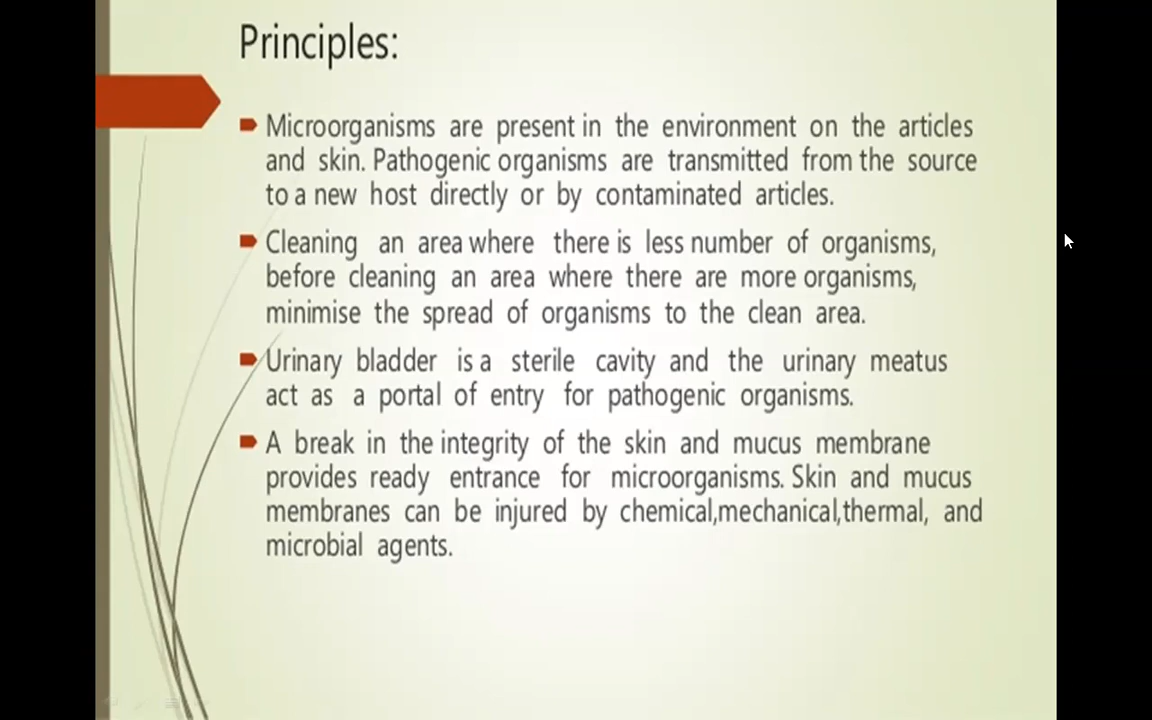 Principles:
Microorganisms are present in the environment on the articles
and skin. Pathogenic organisms are transmitted from the source
to a new host directly or by contaminated articles.
Cleaning an area where there is less number of organisms,
before cleaning an area where there are more organisms,
minimise the spread of organisms to the clean area.
Urinary bladder is a sterile cavity and the urinary meatus
act as a portal of entry for pathogenic organisms.
A break in the integrity of the skin and mucus membrane
provides ready entrance for microorganisms. Skin and mucus
membranes can be injured by chemical,mechanical,thermal, and
microbial agents.